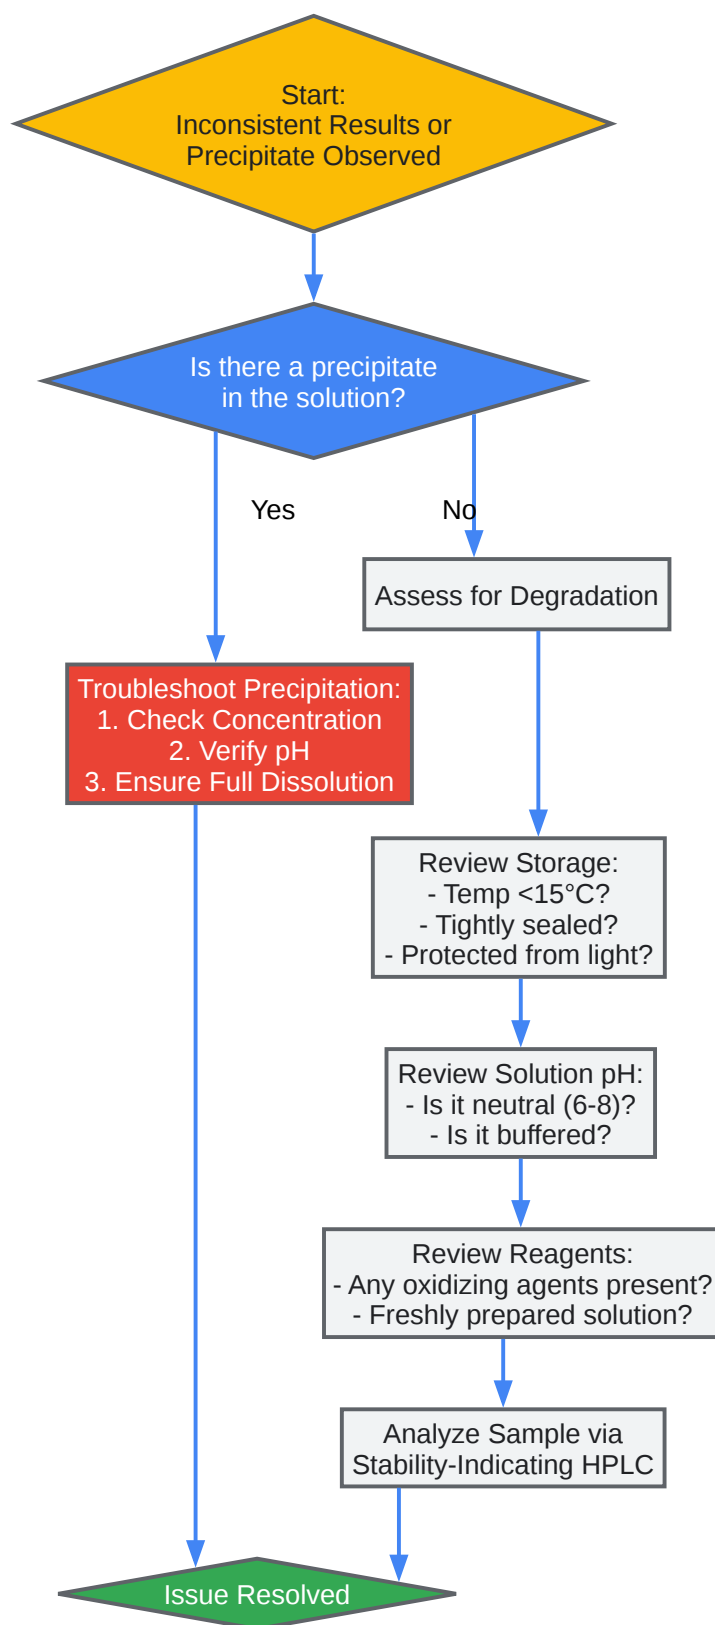 Start:
Inconsistent Results or
Precipitate Observed
Is there a precipitate
in the solution?
Yes
No
Assess for Degradation
Troubleshoot Precipitation:
1. Check Concentration
2. Verify pH
3. Ensure Full Dissolution
Review Storage:
- Temp <15°C?
- Tightly sealed?
- Protected from light?
Review Solution pH:
- Is it neutral (6-8)?
- Is it buffered?
Review Reagents:
- Any oxidizing agents present?
- Freshly prepared solution?
Analyze Sample via
Stability-Indicating HPLC
Issue Resolved